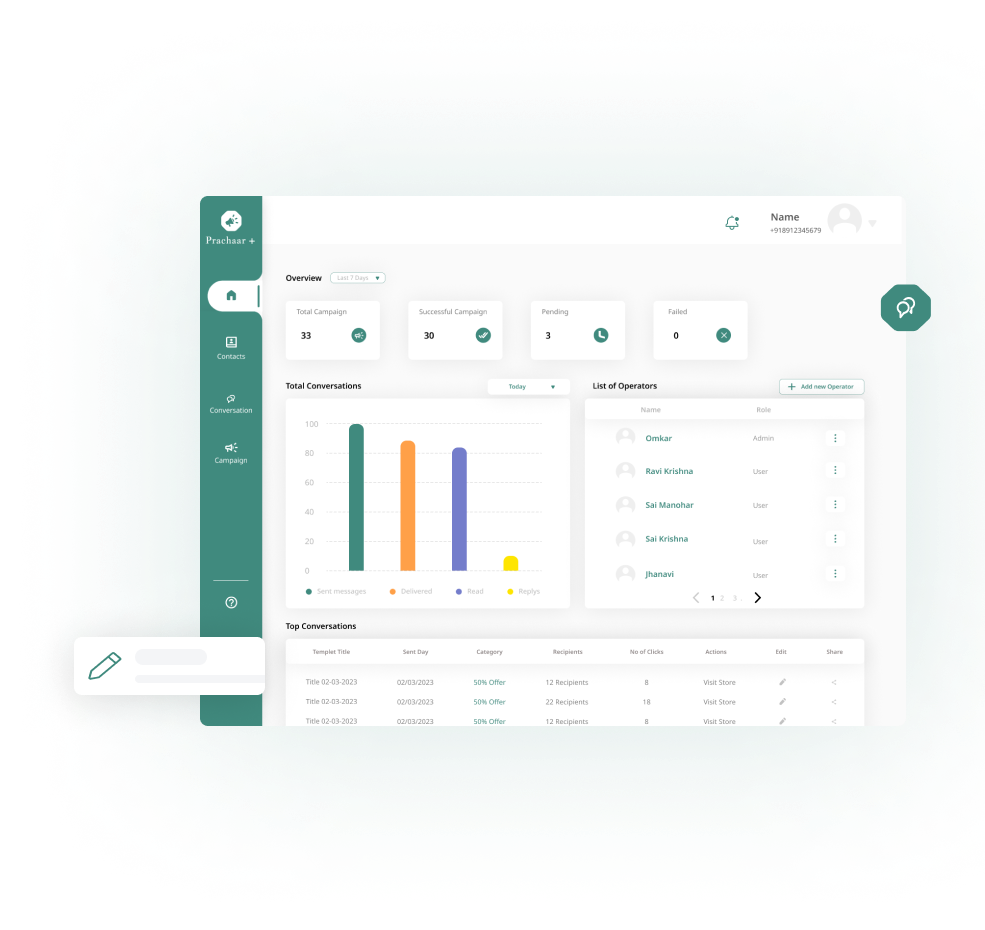 Prachaar +
Name
+918912345679
Overview
Last 7 Days
Total Campaign
33
Successful Campaign
30
Pending
3
Failed
0
Contacts
Conversation
Campaign
Total Conversations
Today
100
80
60
40
20
0
Sent messages
Delivered
Read
Replys
List of Operators
Add new Operator
Name Role
Omkar Admin
Ravi Krishna User
Sai Manohar User
Sai Krishna User
Jhanavi User
1 2 3
Top Conversations
Templet Title Sent Day Category Recipients No of Clicks Actions Edit Share
Title 02-03-2023 02/03/2023 50% Offer 12 Recipients 8 Visit Store
Title 02-03-2023 02/03/2023 50% Offer 22 Recipients 18 Visit Store
Title 02-03-2023 02/03/2023 50% Offer 12 Recipients 8 Visit Store